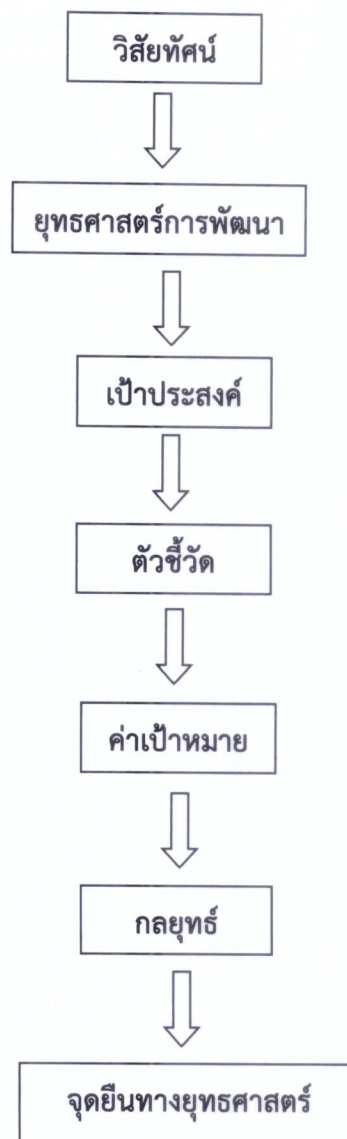 วิสัยทัศน์
ยุทธศาสตร์การพัฒนา
เป้าประสงค์
ตัวชี้วัด
ค่าเป้าหมาย
กลยุทธ์
จุดยืนทางยุทธศาสตร์